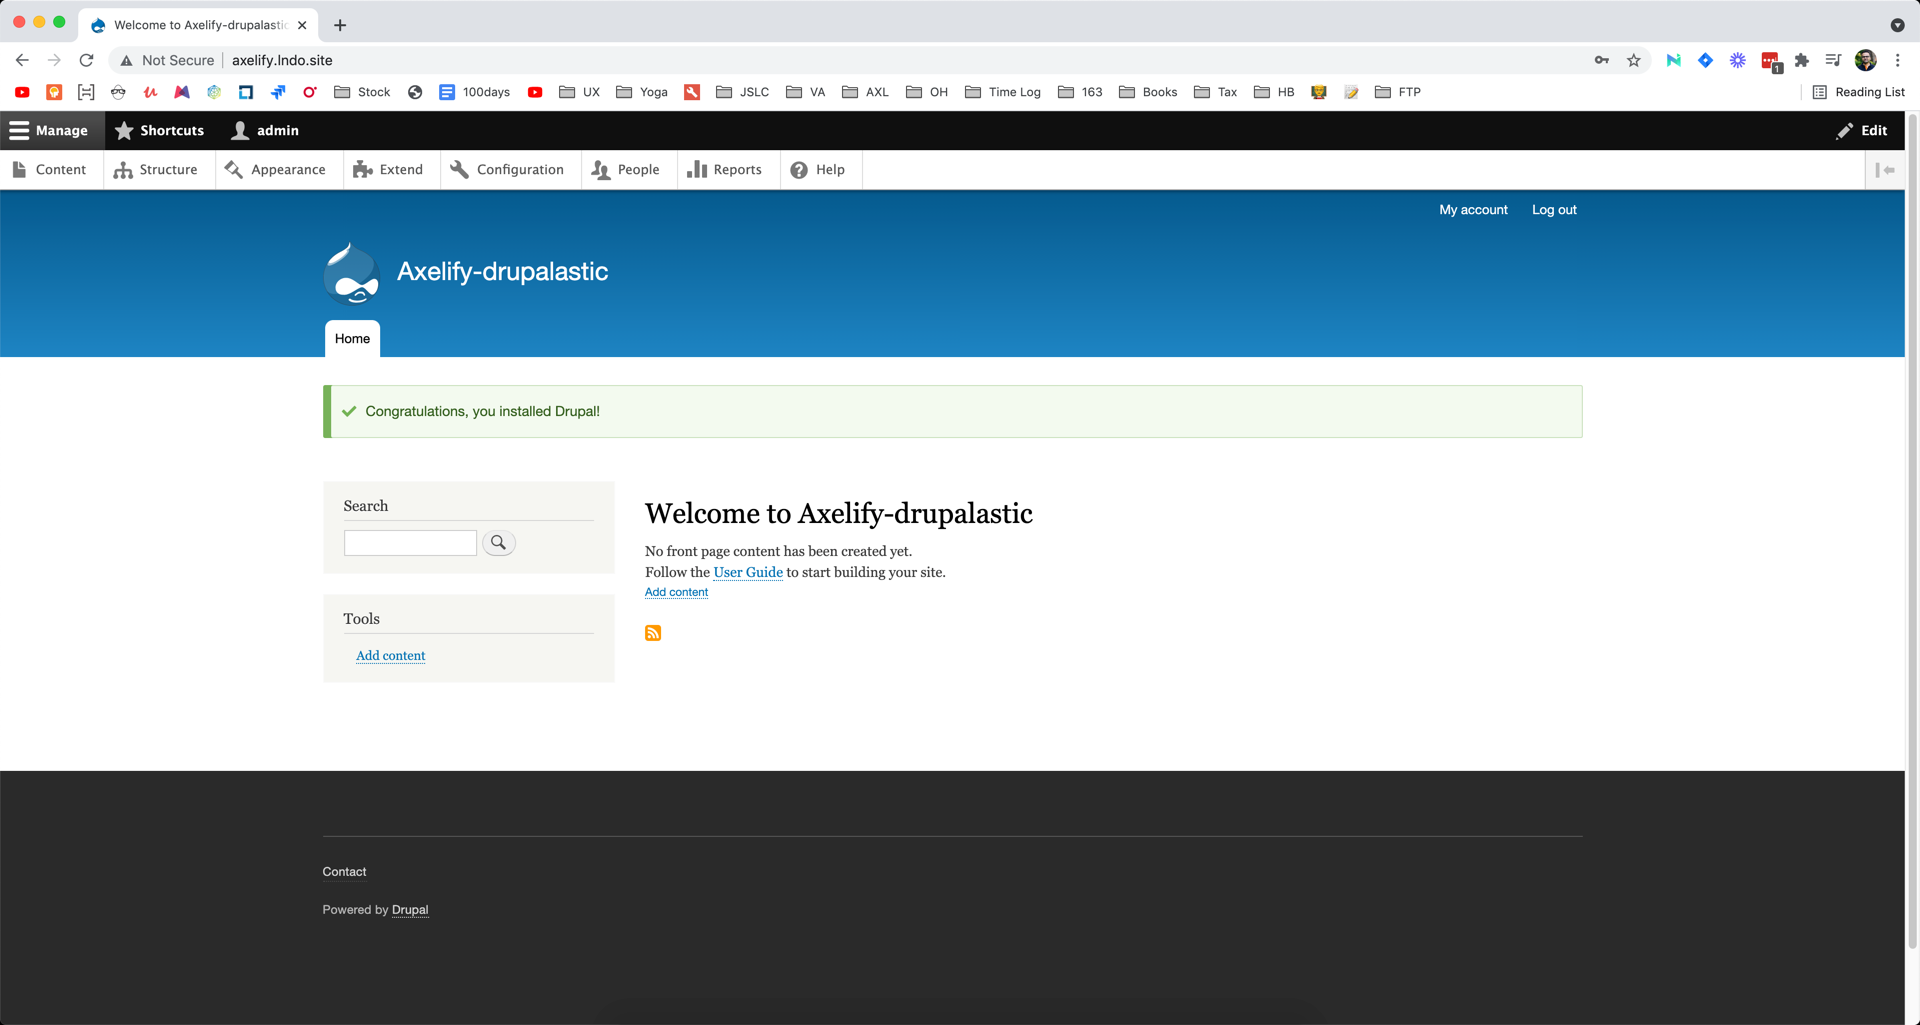 Welcome to Axelify-drupalastic
Not Secure axelify.lndo.site
1
Stock 100days UX Yoga JSLC VA AXL OH Time Log 163 Books Tax HB FTP Reading List
Manage Shortcuts admin Edit
Content Structure Appearance Extend Configuration People Reports Help
My account Log out
Axelify-drupalastic
Home
Congratulations, you installed Drupal!
Search
Tools
Add content
Welcome to Axelify-drupalastic
No front page content has been created yet.
Follow the User Guide to start building your site.
Add content
Contact
Powered by Drupal